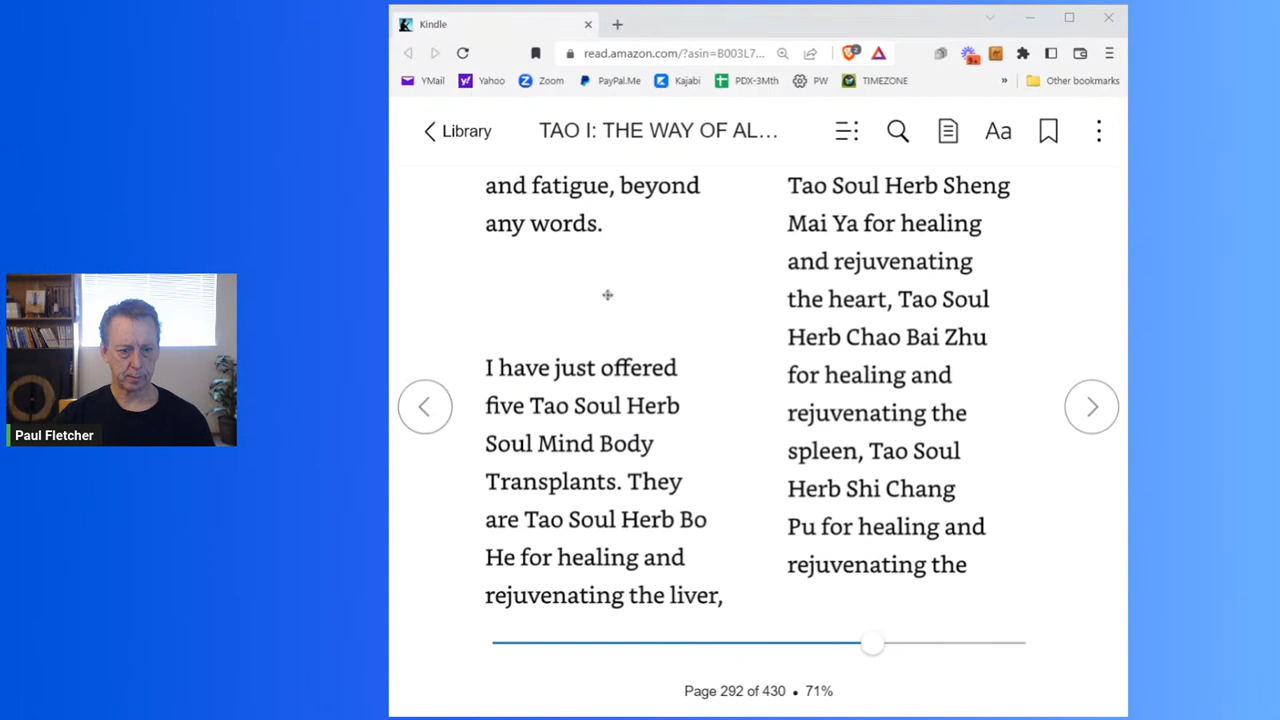 Kindle
read.amazon.com/?asin=B003L7...
2
9+
YMail
Yahoo
Zoom
PayPal.Me
Kajabi
PDX-3Mth
PW
TIMEZONE
»
Other bookmarks
Library
TAO I: THE WAY OF AL...
Aa
and fatigue, beyond
any words.
I have just offered
five Tao Soul Herb
Soul Mind Body
Transplants. They
are Tao Soul Herb Bo
He for healing and
rejuvenating the liver,
Tao Soul Herb Sheng
Mai Ya for healing
and rejuvenating
the heart, Tao Soul
Herb Chao Bai Zhu
for healing and
rejuvenating the
spleen, Tao Soul
Herb Shi Chang
Pu for healing and
rejuvenating the
Page 292 of 430 • 71%
Paul Fletcher